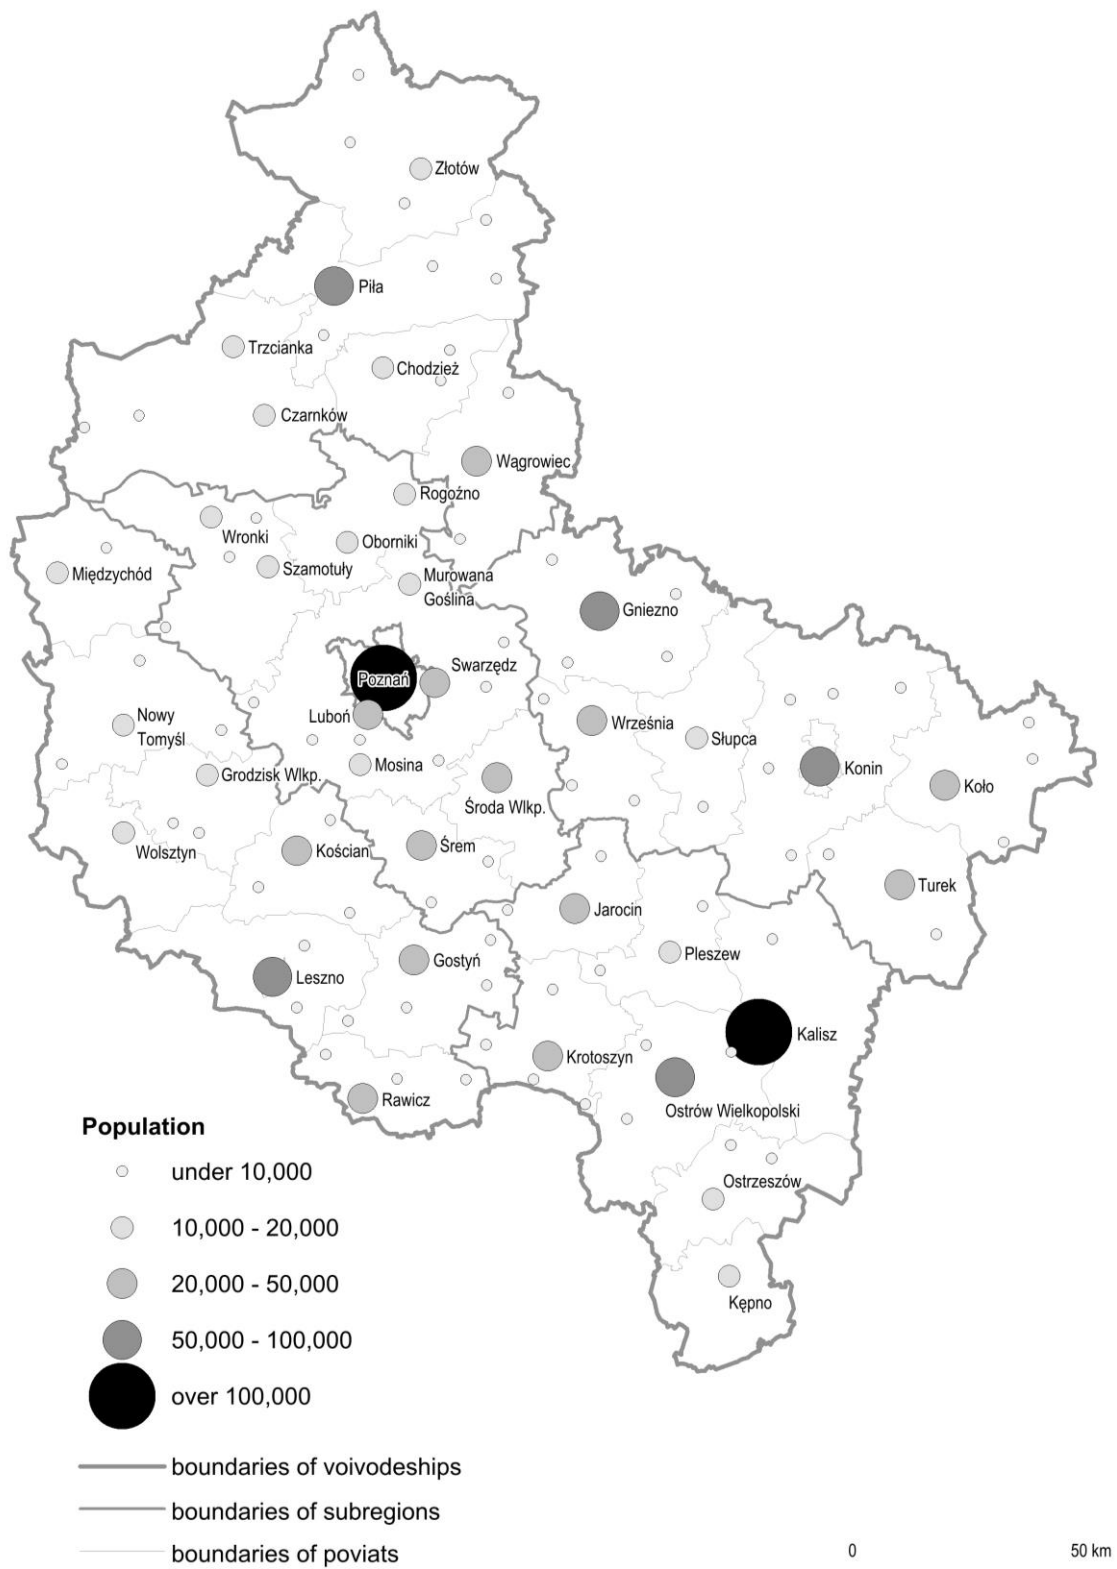 Złotów
Piła
Trzcianka
Chodzież
Czarnków
Wągrowiec
Rogoźno
Wronki
Oborniki
Szamotuły
Międzychód
Murowana
Goślina
Gniezno
Swarzędz
Poznań
Luboń
Nowy
Tomyśl
Września
Słupca
Grodzisk Wlkp.
Mosina
Konin
Koło
Środa Wlkp.
Wolsztyn
Kościan
Śrem
Turek
Jarocin
Pleszew
Gostyń
Leszno
Kalisz
Krotoszyn
Rawicz
Ostrów Wielkopolski
Ostrzeszów
Kępno
Population
under 10,000
10,000 - 20,000
20,000 - 50,000
50,000 - 100,000
over 100,000
boundaries of voivodeships
boundaries of subregions
boundaries of poviats
0 50 km